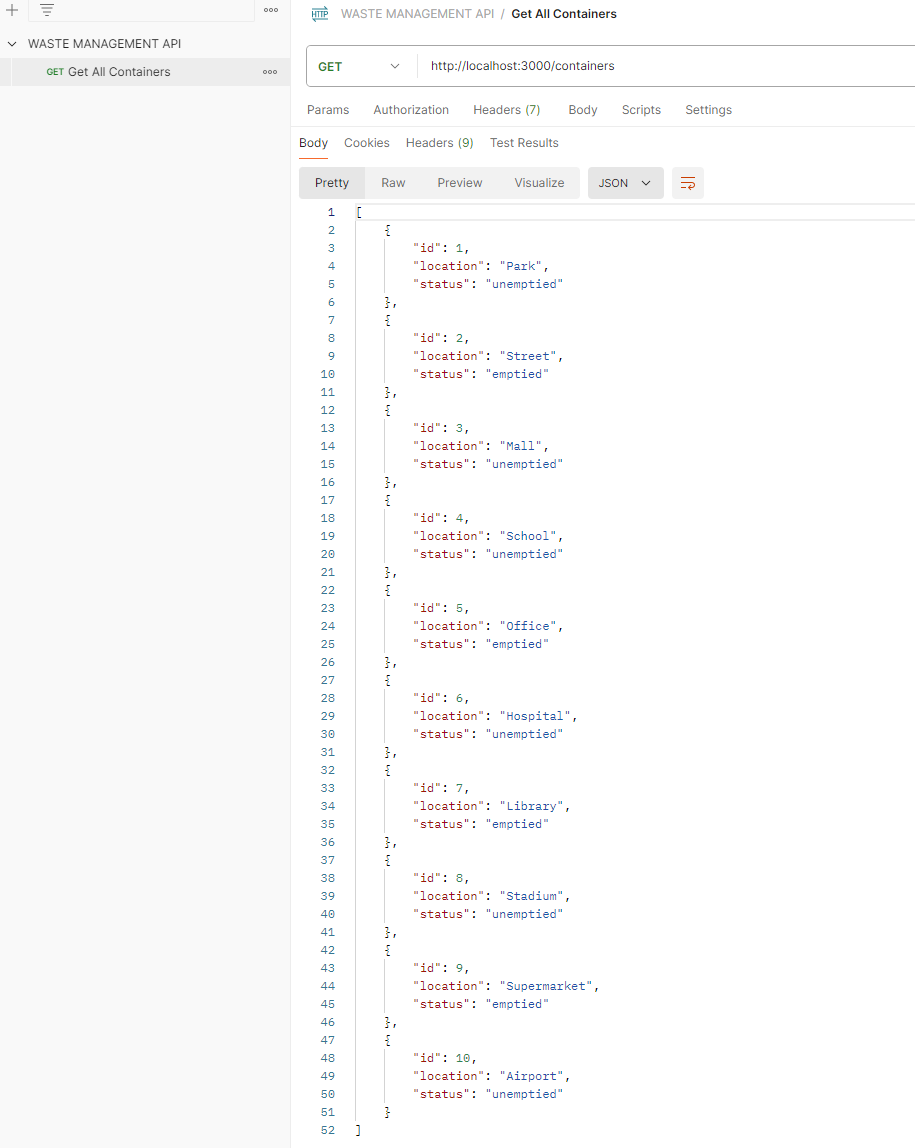 WASTE MANAGEMENT API
GET Get All Containers
HTTP WASTE MANAGEMENT API / Get All Containers
GET http://localhost:3000/containers
Params Authorization Headers (7) Body Scripts Settings
Body Cookies Headers (9) Test Results
Pretty Raw Preview Visualize JSON
1 [
2 {
3 "id": 1,
4 "location": "Park",
5 "status": "unemptied"
6 },
7 {
8 "id": 2,
9 "location": "Street",
10 "status": "emptied"
11 },
12 {
13 "id": 3,
14 "location": "Mall",
15 "status": "unemptied"
16 },
17 {
18 "id": 4,
19 "location": "School",
20 "status": "unemptied"
21 },
22 {
23 "id": 5,
24 "location": "Office",
25 "status": "emptied"
26 },
27 {
28 "id": 6,
29 "location": "Hospital",
30 "status": "unemptied"
31 },
32 {
33 "id": 7,
34 "location": "Library",
35 "status": "emptied"
36 },
37 {
38 "id": 8,
39 "location": "Stadium",
40 "status": "unemptied"
41 },
42 {
43 "id": 9,
44 "location": "Supermarket",
45 "status": "emptied"
46 },
47 {
48 "id": 10,
49 "location": "Airport",
50 "status": "unemptied"
51 }
52 ]